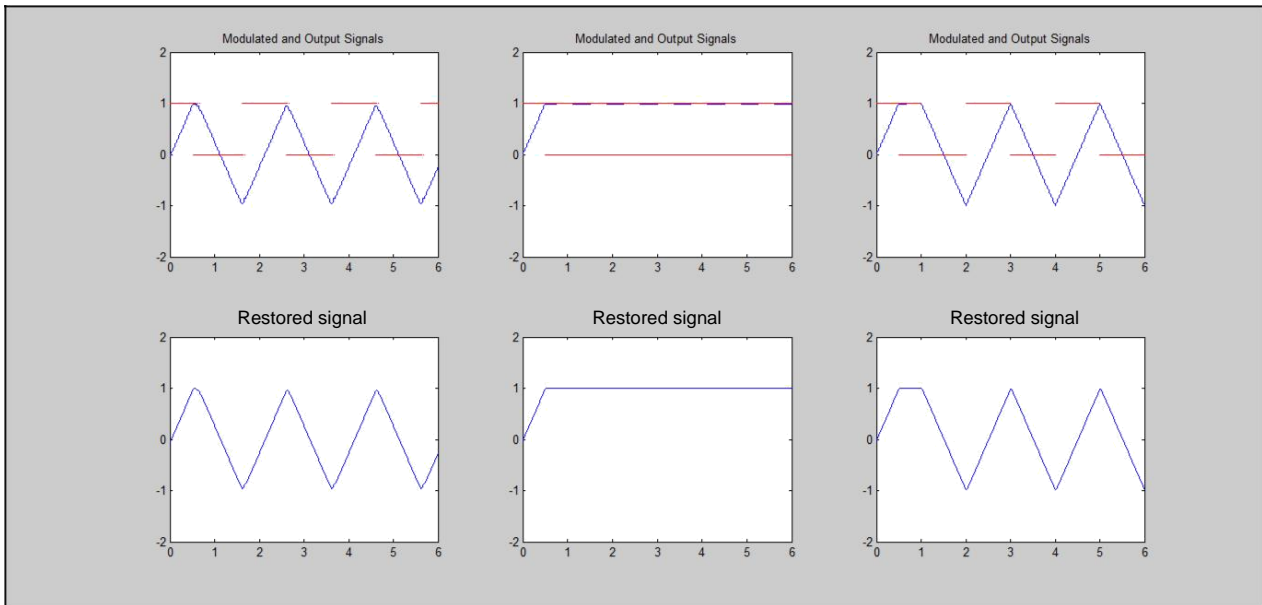 Modulated and Output Signals Modulated and Output Signals Modulated and Output Signals
2 2 2
1 1 1
0 0 0
-1 -1 -1
-2 -2 -2
0 1 2 3 4 5 6 0 1 2 3 4 5 6 0 1 2 3 4 5 6
Restored signal Restored signal Restored signal
2 2 2
1 1 1
0 0 0
-1 -1 -1
-2 -2 -2
0 1 2 3 4 5 6 0 1 2 3 4 5 6 0 1 2 3 4 5 6